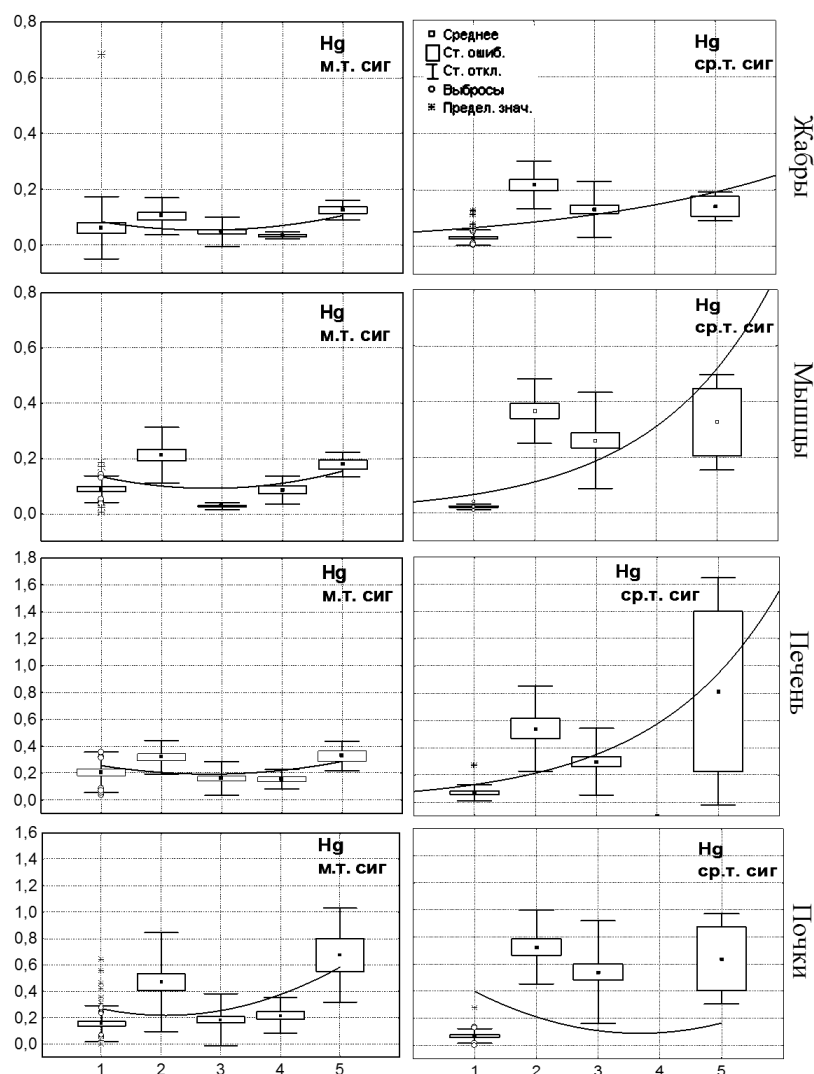 0,8
0,6
0,4
0,2
0,0
Hg
м.т. сиг
Среднее
Ст. ошиб.
Ст. откл.
Выбросы
Предел. знач.
Hg
ср.т. сиг
Жабры
0,8
0,6
0,4
0,2
0,0
Hg
м.т. сиг
Hg
ср.т. сиг
Мышцы
1,8
1,6
1,4
1,2
1,0
0,8
0,6
0,4
0,2
0,0
Hg
м.т. сиг
Hg
ср.т. сиг
Печень
1,6
1,4
1,2
1,0
0,8
0,6
0,4
0,2
0,0
Hg
м.т. сиг
Hg
ср.т. сиг
Почки
1 2 3 4 5
1 2 3 4 5